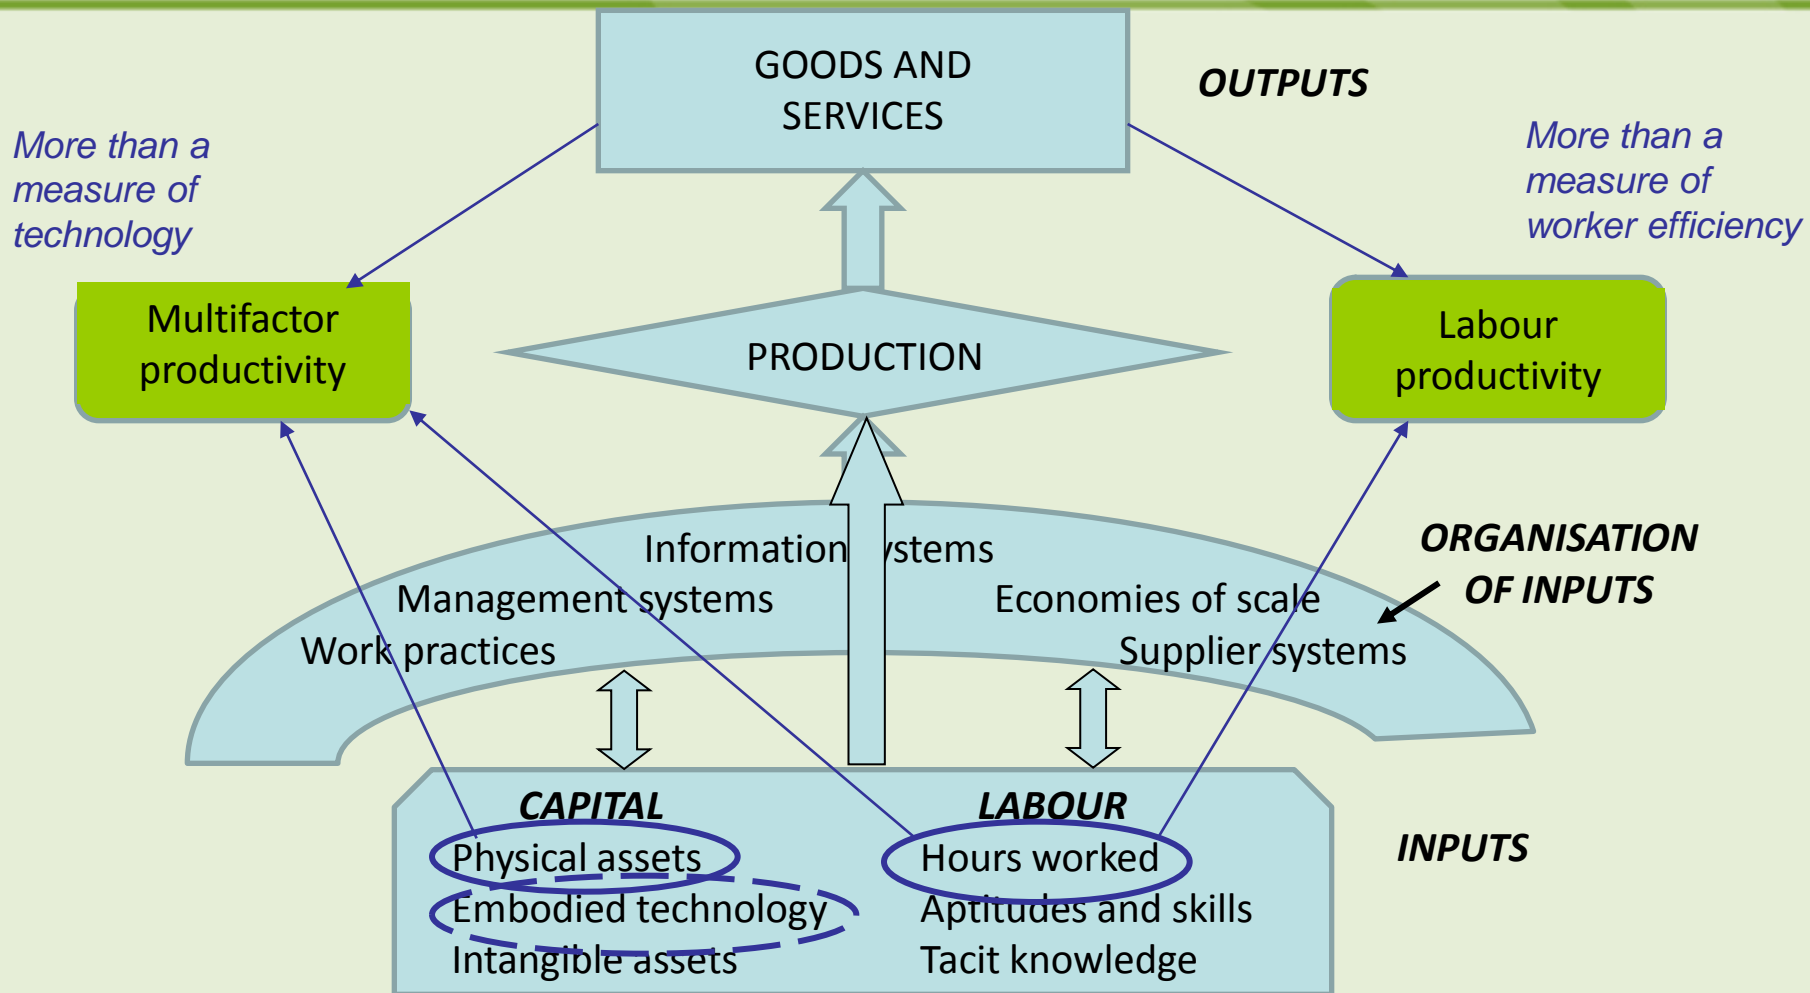 GOODS AND
SERVICES
OUTPUTS
More than a
measure of
technology
More than a
measure of
worker efficiency
Multifactor
productivity
PRODUCTION
Labour
productivity
Information ystems
Management systems
Economies of scale
Work practices
Supplier systems
ORGANISATION
OF INPUTS
CAPITAL
Physical assets
Embodied technology
Intangible assets
LABOUR
Hours worked
Aptitudes and skills
Tacit knowledge
INPUTS